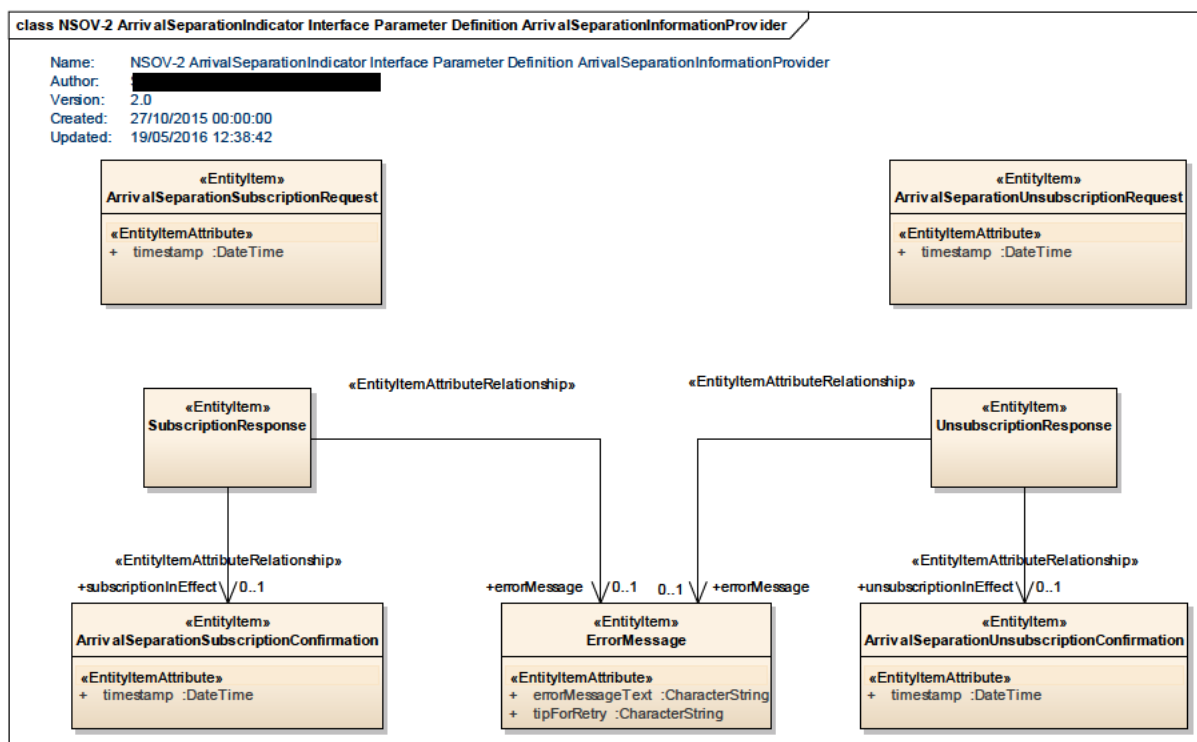 class NSOV-2 ArrivalSeparationIndicator Interface Parameter Definition ArrivalSeparationInformationProvider
Name: NSOV-2 ArrivalSeparationIndicator Interface Parameter Definition ArrivalSeparationInformationProvider
Author:
Version: 2.0
Created: 27/10/2015 00:00:00
Updated: 19/05/2016 12:38:42
«EntityItem»
ArrivalSeparationSubscriptionRequest
«EntityItemAttribute»
+ timestamp :DateTime
«EntityItem»
ArrivalSeparationUnsubscriptionRequest
«EntityItemAttribute»
+ timestamp :DateTime
«EntityItemAttributeRelationship»
«EntityItemAttributeRelationship»
«EntityItem»
SubscriptionResponse
«EntityItem»
UnsubscriptionResponse
«EntityItemAttributeRelationship»
+subscriptionInEffect 0..1
+errorMessage 0..1
0..1 +errorMessage
«EntityItemAttributeRelationship»
+unsubscriptionInEffect 0..1
«EntityItem»
ArrivalSeparationSubscriptionConfirmation
«EntityItemAttribute»
+ timestamp :DateTime
«EntityItem»
ErrorMessage
«EntityItemAttribute»
+ errorMessageText :CharacterString
+ tipForRetry :CharacterString
«EntityItem»
ArrivalSeparationUnsubscriptionConfirmation
«EntityItemAttribute»
+ timestamp :DateTime